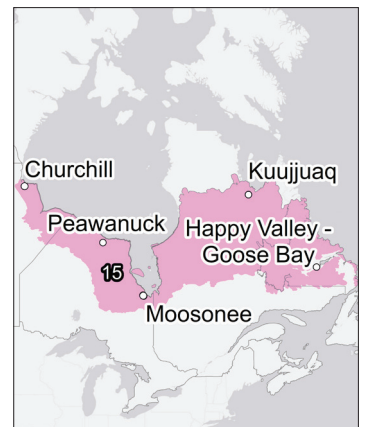 Churchill
Kuujjuaq
Peawanuck
Happy Valley -
Goose Bay
15
Moosonee